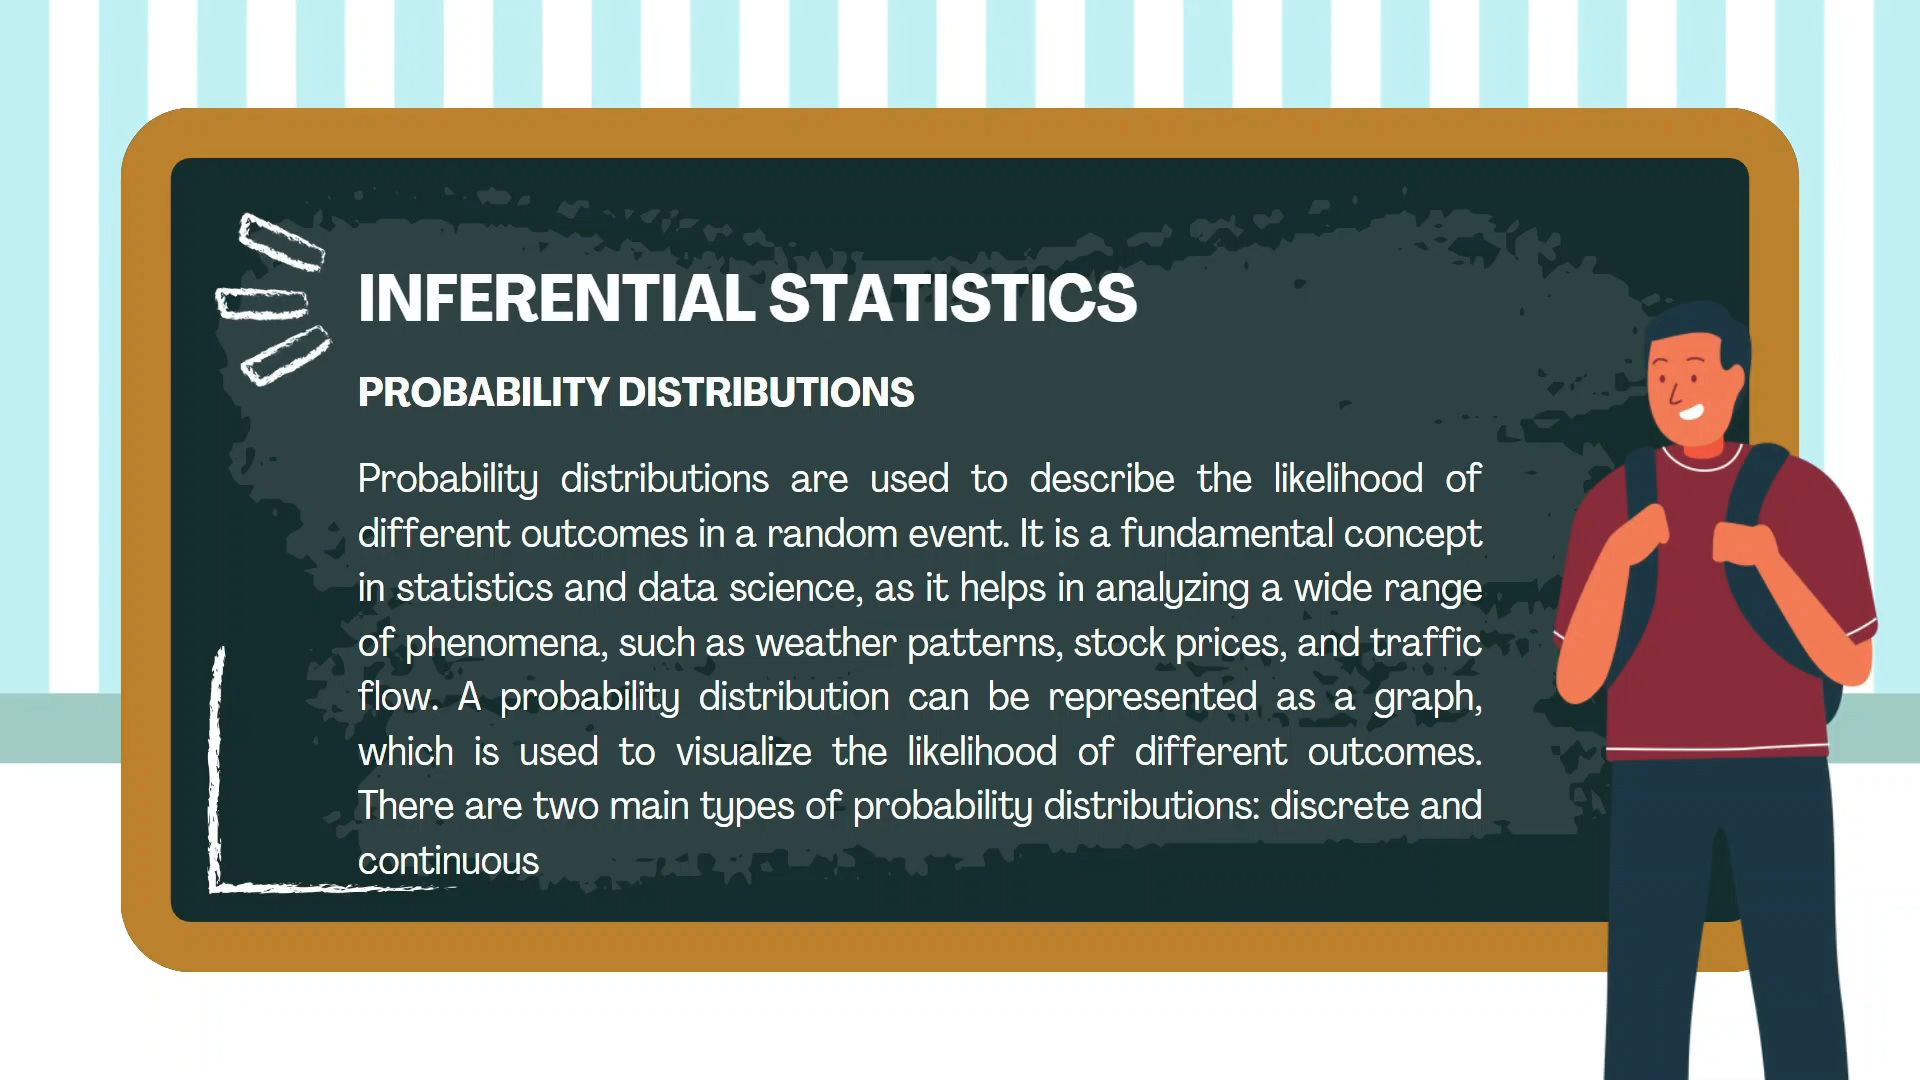 INFERENTIAL STATISTICS
PROBABILITY DISTRIBUTIONS
Probability distributions are used to describe the likelihood of
different outcomes in a random event. It is a fundamental concept
in statistics and data science, as it helps in analyzing a wide range
of phenomena, such as weather patterns, stock prices, and traffic
flow. A probability distribution can be represented as a graph,
which is used to visualize the likelihood of different outcomes.
There are two main types of probability distributions: discrete and
continuous